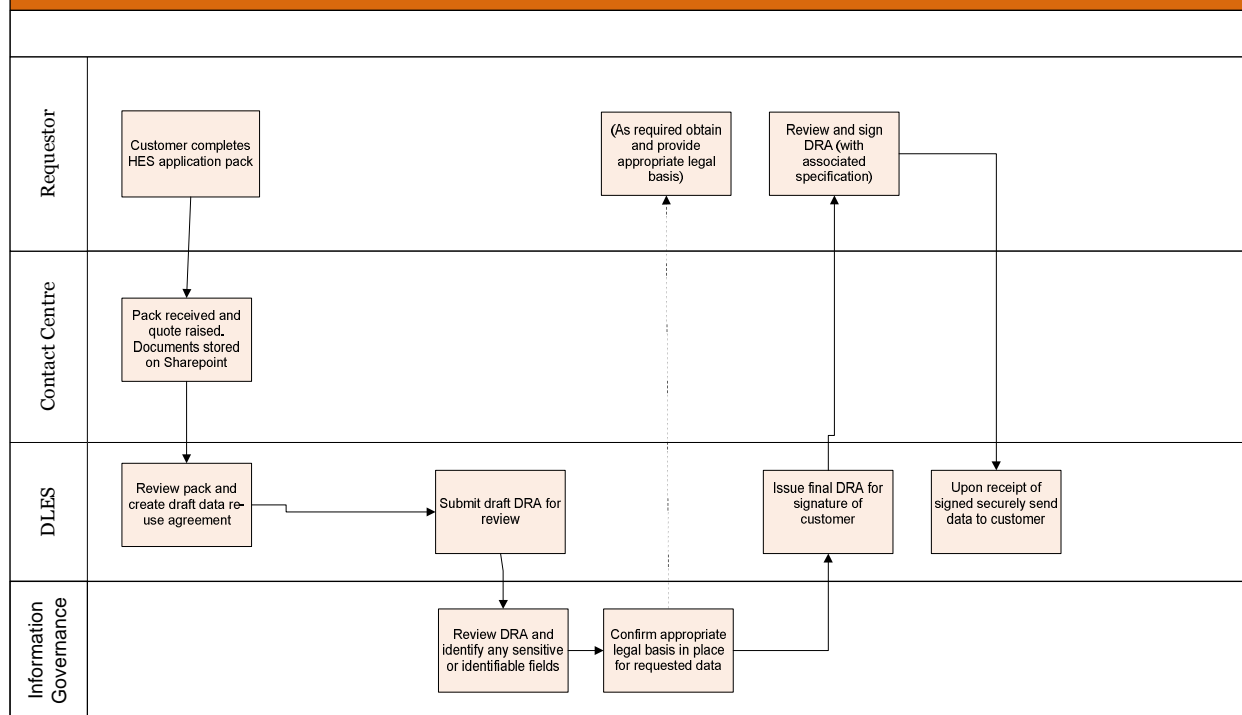 Requestor
Customer completes
HES application pack
(As required obtain
and provide
appropriate legal
basis)
Review and sign
DRA (with
associated
specification)
Contact Centre
Pack received and
quote raised.
Documents stored
on Sharepoint
DLES
Review pack and
create draft data re-
use agreement
Submit draft DRA for
review
Issue final DRA for
signature of
customer
Upon receipt of
signed securely send
data to customer
Information
Governance
Review DRA and
identify any sensitive
or identifiable fields
Confirm appropriate
legal basis in place
for requested data